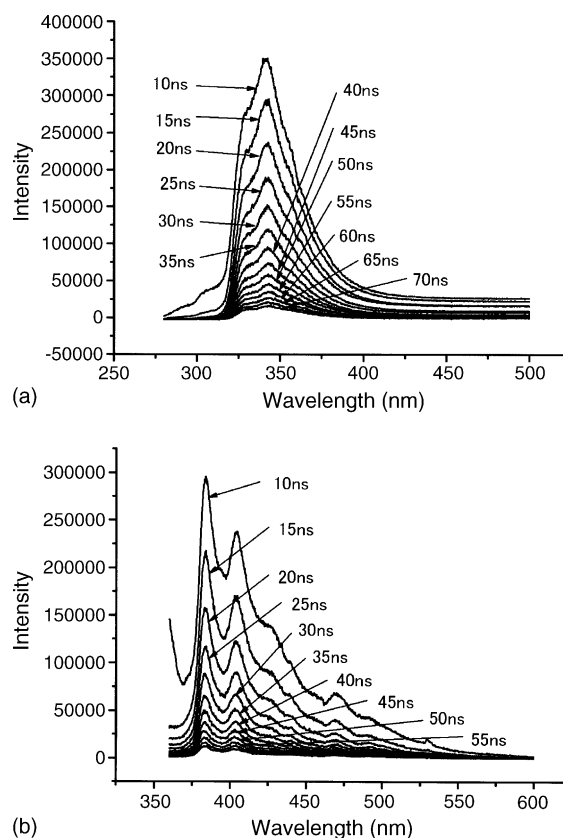 400000
350000
300000
250000
200000
150000
100000
50000
0
-50000
Intensity
10ns
15ns
20ns
25ns
30ns
35ns
40ns
45ns
50ns
55ns
60ns
65ns
70ns
250 300 350 400 450 500
Wavelength (nm)
(a)
300000
250000
200000
150000
100000
50000
0
Intensity
10ns
15ns
20ns
25ns
30ns
35ns
40ns
45ns
50ns
55ns
350 400 450 500 550 600
Wavelength (nm)
(b)